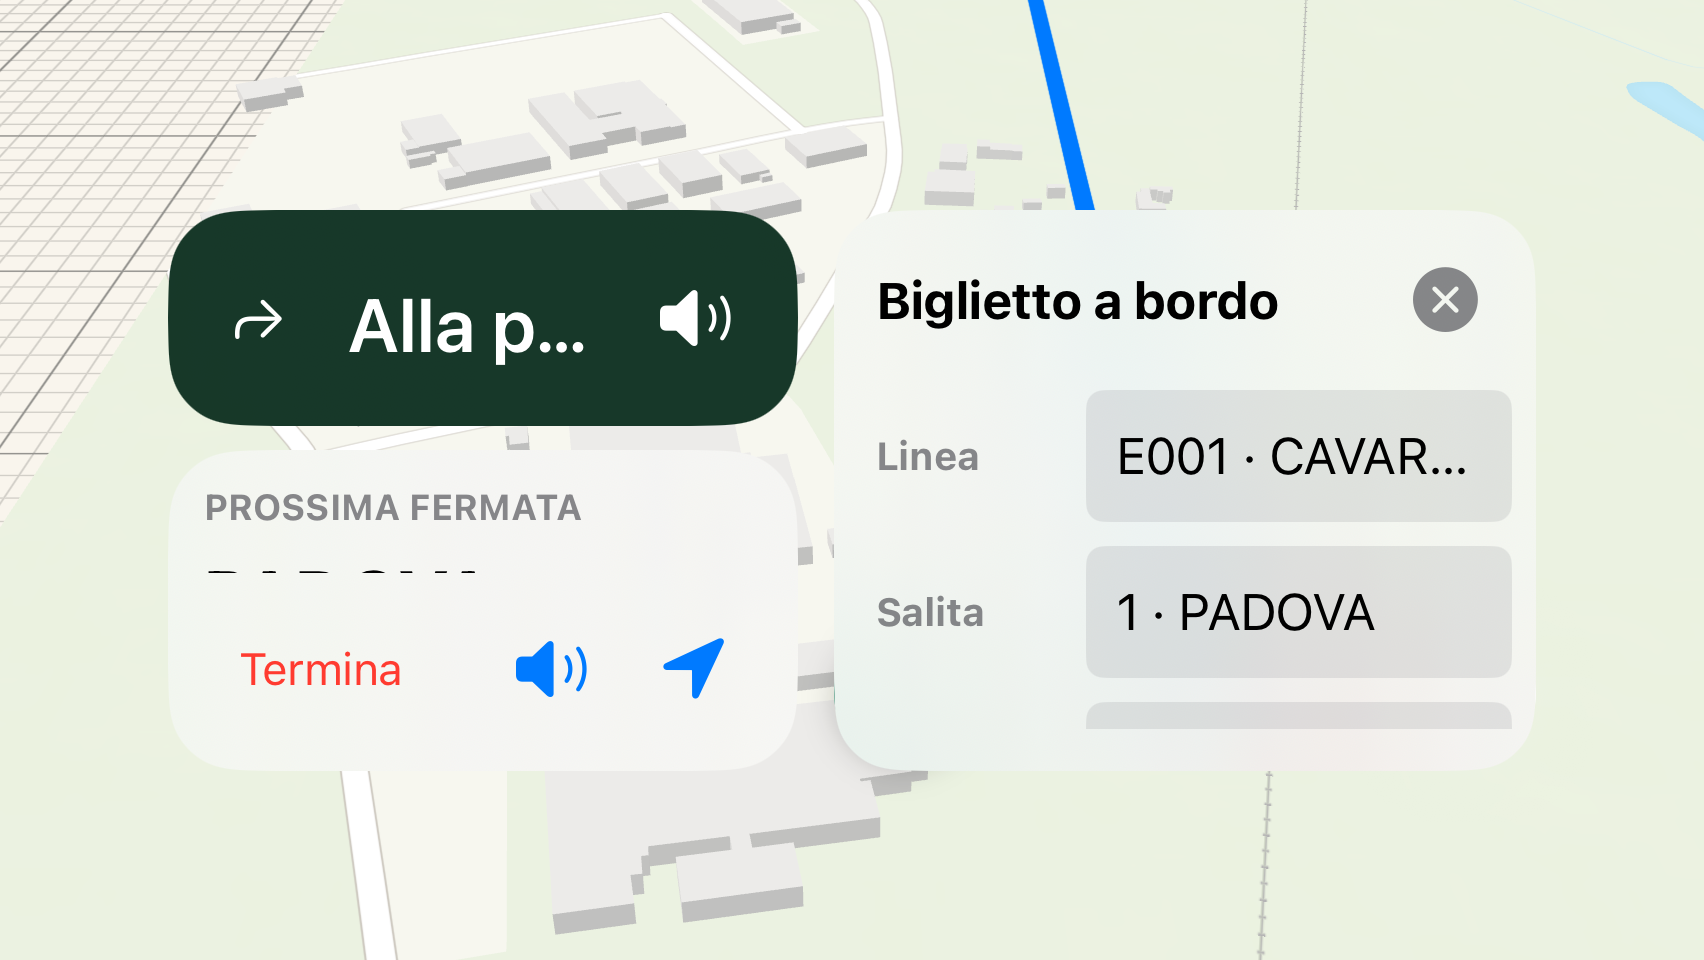 Alla p...
PROSSIMA FERMATA
Termina
Biglietto a bordo
Linea
E001 · CAVAR...
Salita
1 · PADOVA